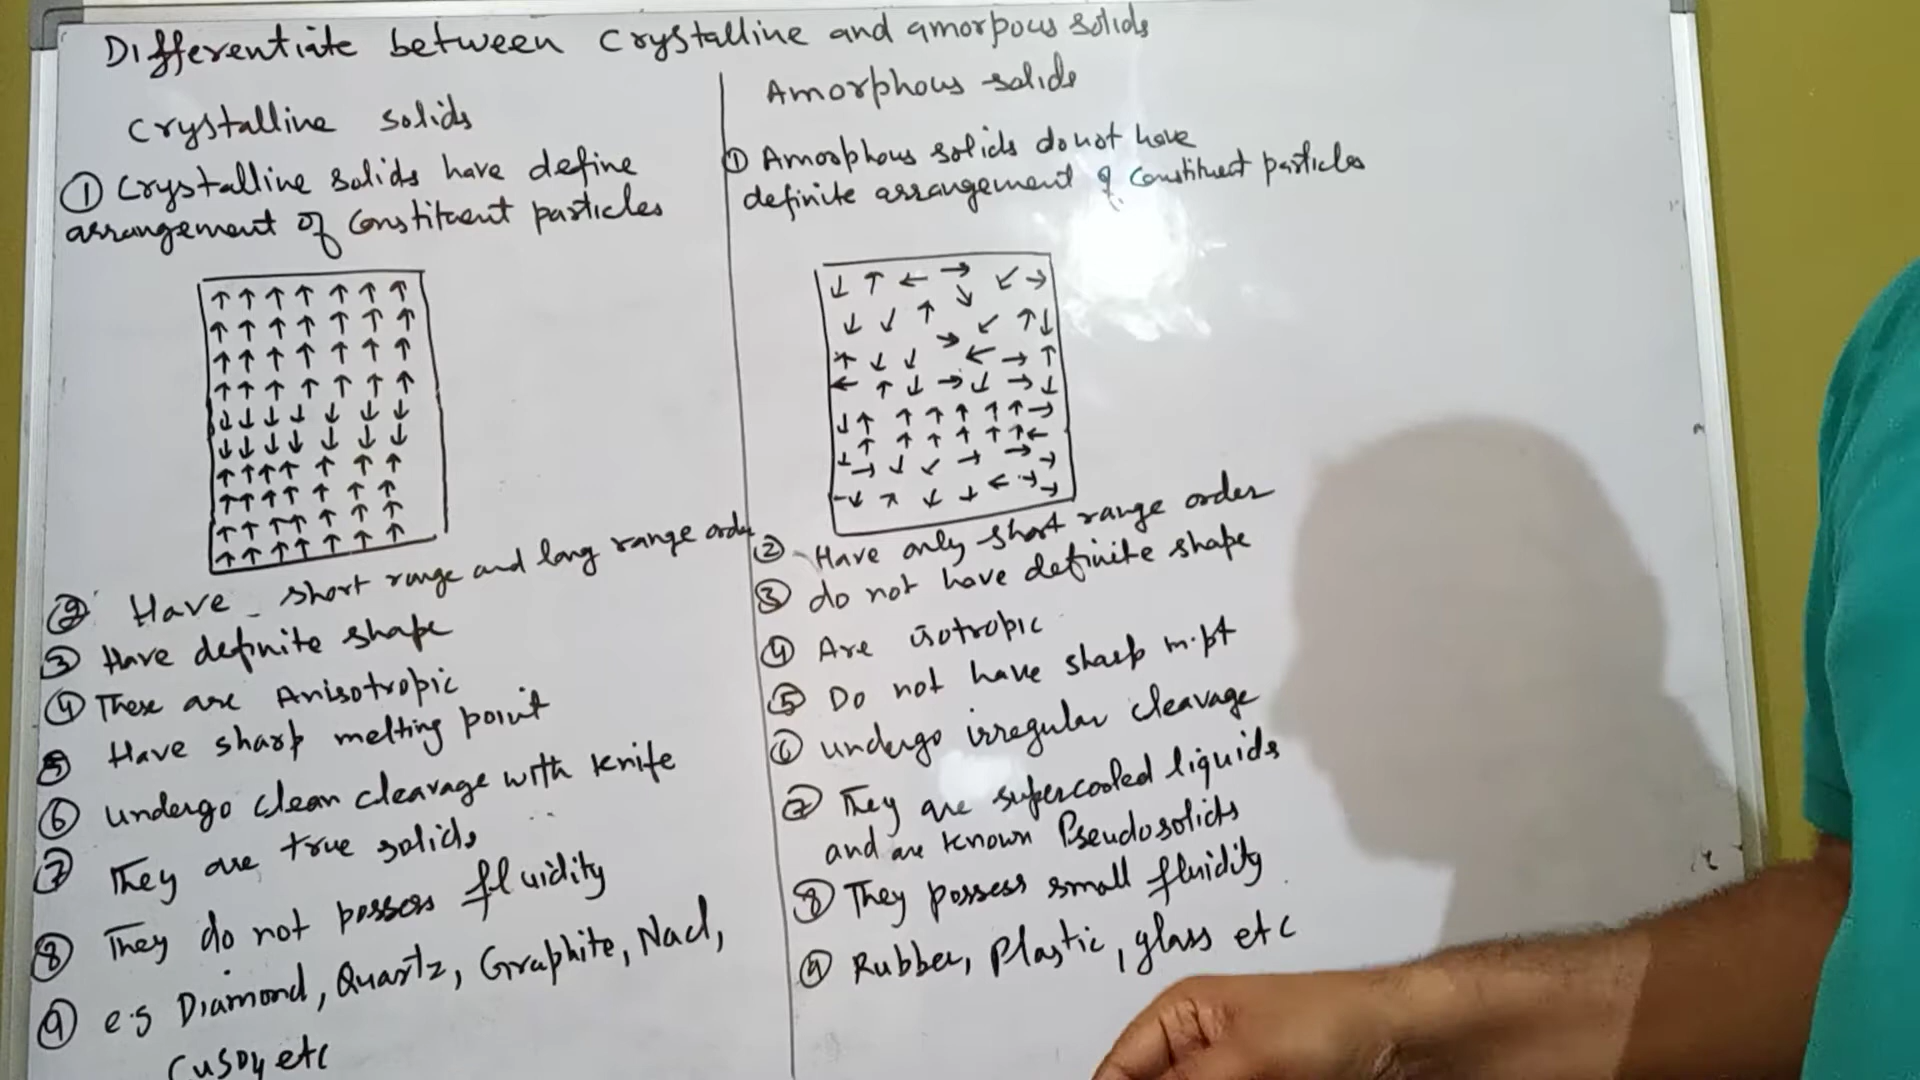 Differentiate between crystalline and amorpous solids
Crystalline solids
① Crystalline solids have define
arrangement of Constituent particles
② Have short range and long range order
③ Have definite shape
④ These are Anisotropic
⑤ Have sharp melting point
⑥ undergo clean cleavage with knife
⑦ They are true solids
⑧ They do not possess fluidity
⑨ e.g Diamond, Quartz, Graphite, Nacl,
CuSO4 etc
Amorphous solids
① Amorphous solids do not have
definite arrangement of Constituent particles
② Have only short range order
③ do not have definite shape
④ Are isotropic
⑤ Do not have sharp m.pt
⑥ undergo irregular cleavage
⑦ They are supercooled liquids
and are known Pseudosolids
⑧ They possess small fluidity
⑨ Rubber, Plastic, glass etc